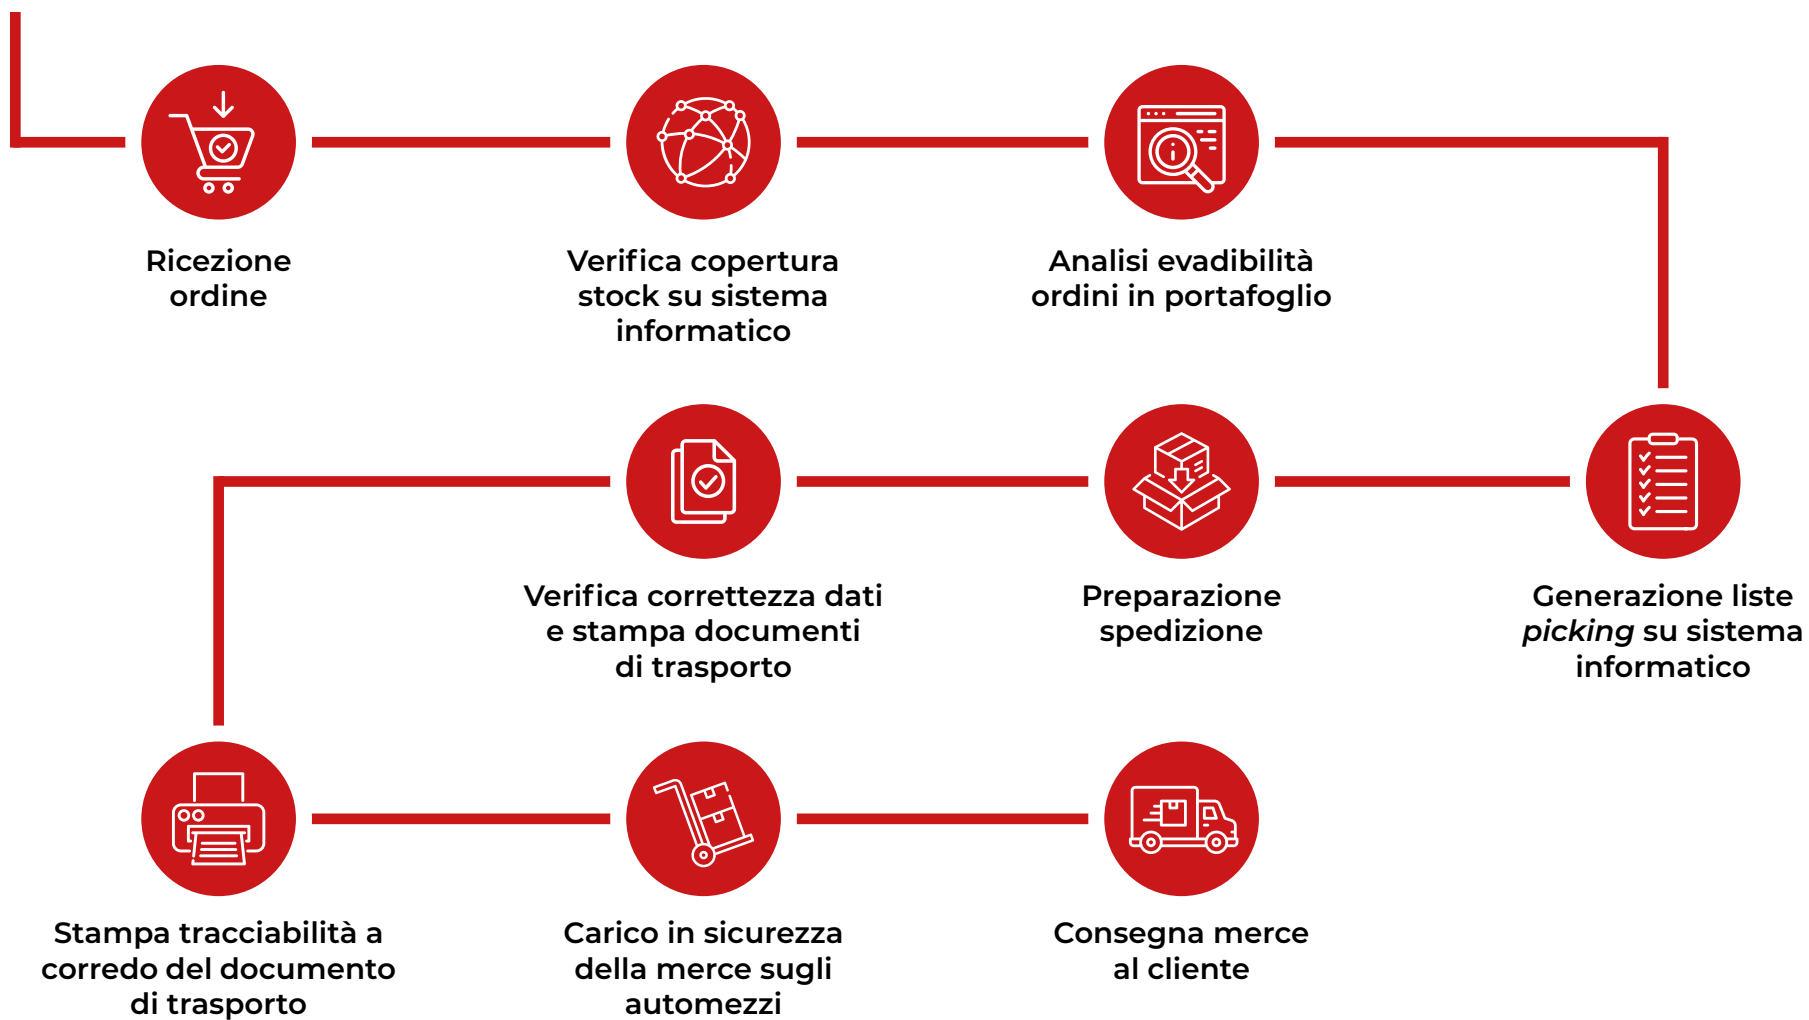 Ricezione
ordine
Verifica copertura
stock su sistema
informatico
Analisi evadibilità
ordini in portafoglio
Generazione liste
picking su sistema
informatico
Preparazione
spedizione
Verifica correttezza dati
e stampa documenti
di trasporto
Stampa tracciabilità a
corredo del documento
di trasporto
Carico in sicurezza
della merce sugli
automezzi
Consegna merce
al cliente